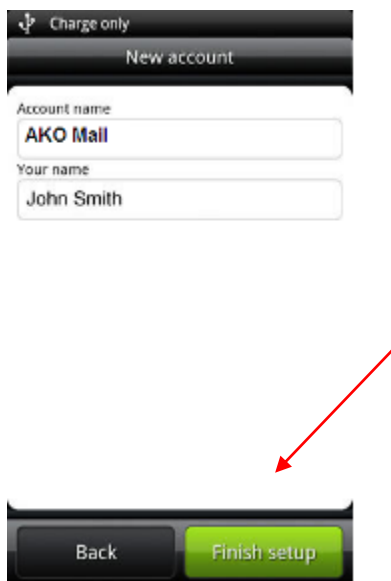 Charge only
New account
Account name
AKO Mail
Your name
John Smith
Back Finish setup